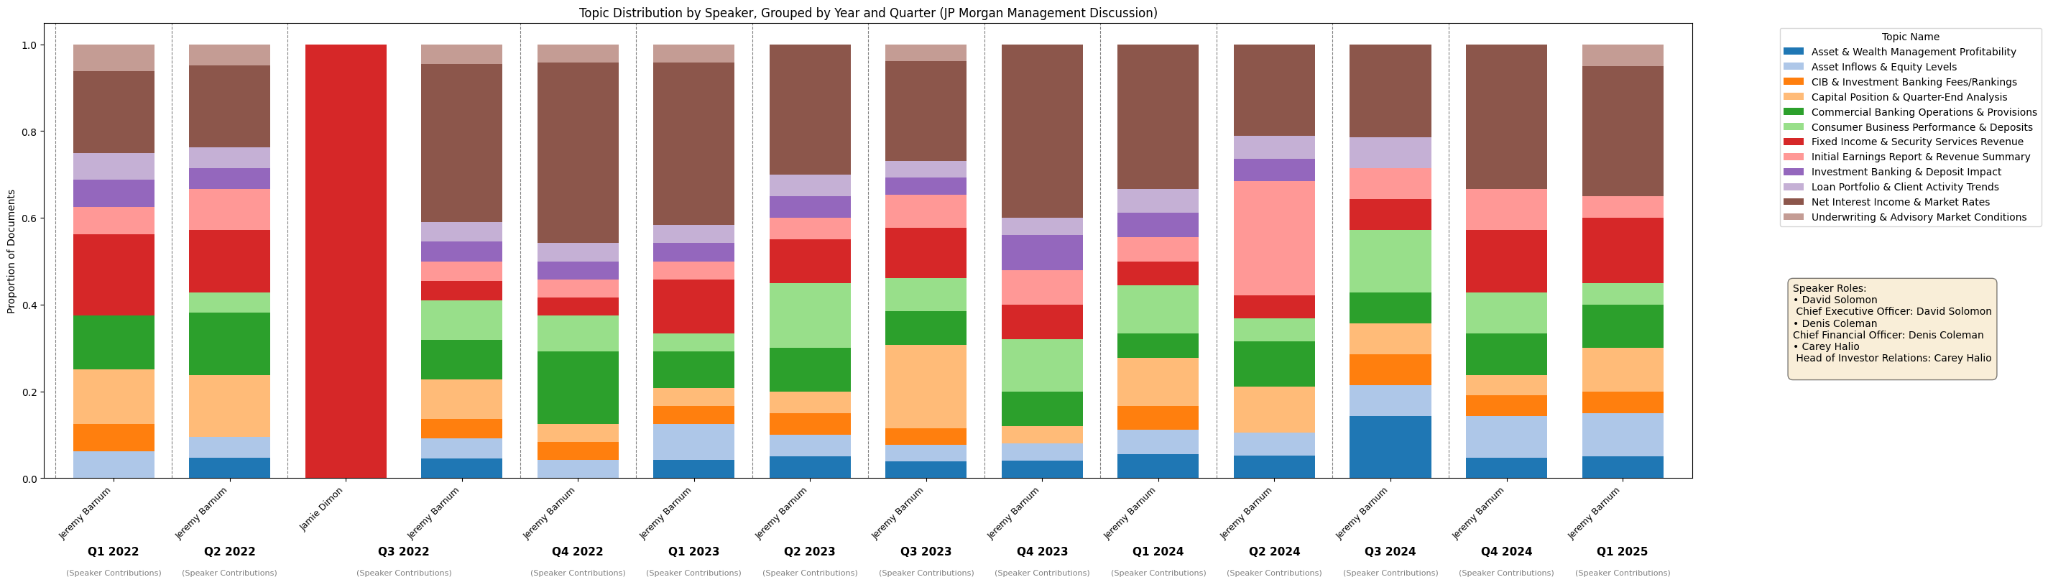 Topic Distribution by Speaker, Grouped by Year and Quarter (JP Morgan Management Discussion)
Proportion of Documents
1.0
0.8
0.6
0.4
0.2
0.0
Jeremy Barnum
Jeremy Barnum
Jamie Dimon
Jeremy Barnum
Jeremy Barnum
Jeremy Barnum
Jeremy Barnum
Jeremy Barnum
Jeremy Barnum
Jeremy Barnum
Jeremy Barnum
Jeremy Barnum
Jeremy Barnum
Jeremy Barnum
Q1 2022 Q2 2022 Q3 2022 Q4 2022 Q1 2023 Q2 2023 Q3 2023 Q4 2023 Q1 2024 Q2 2024 Q3 2024 Q4 2024 Q1 2025
(Speaker Contributions) (Speaker Contributions) (Speaker Contributions) (Speaker Contributions) (Speaker Contributions) (Speaker Contributions) (Speaker Contributions) (Speaker Contributions) (Speaker Contributions) (Speaker Contributions) (Speaker Contributions) (Speaker Contributions) (Speaker Contributions)
Topic Name
Asset & Wealth Management Profitability
Asset Inflows & Equity Levels
CIB & Investment Banking Fees/Rankings
Capital Position & Quarter-End Analysis
Commercial Banking Operations & Provisions
Consumer Business Performance & Deposits
Fixed Income & Security Services Revenue
Initial Earnings Report & Revenue Summary
Investment Banking & Deposit Impact
Loan Portfolio & Client Activity Trends
Net Interest Income & Market Rates
Underwriting & Advisory Market Conditions
Speaker Roles:
• David Solomon
Chief Executive Officer: David Solomon
• Denis Coleman
Chief Financial Officer: Denis Coleman
• Carey Halio
Head of Investor Relations: Carey Halio